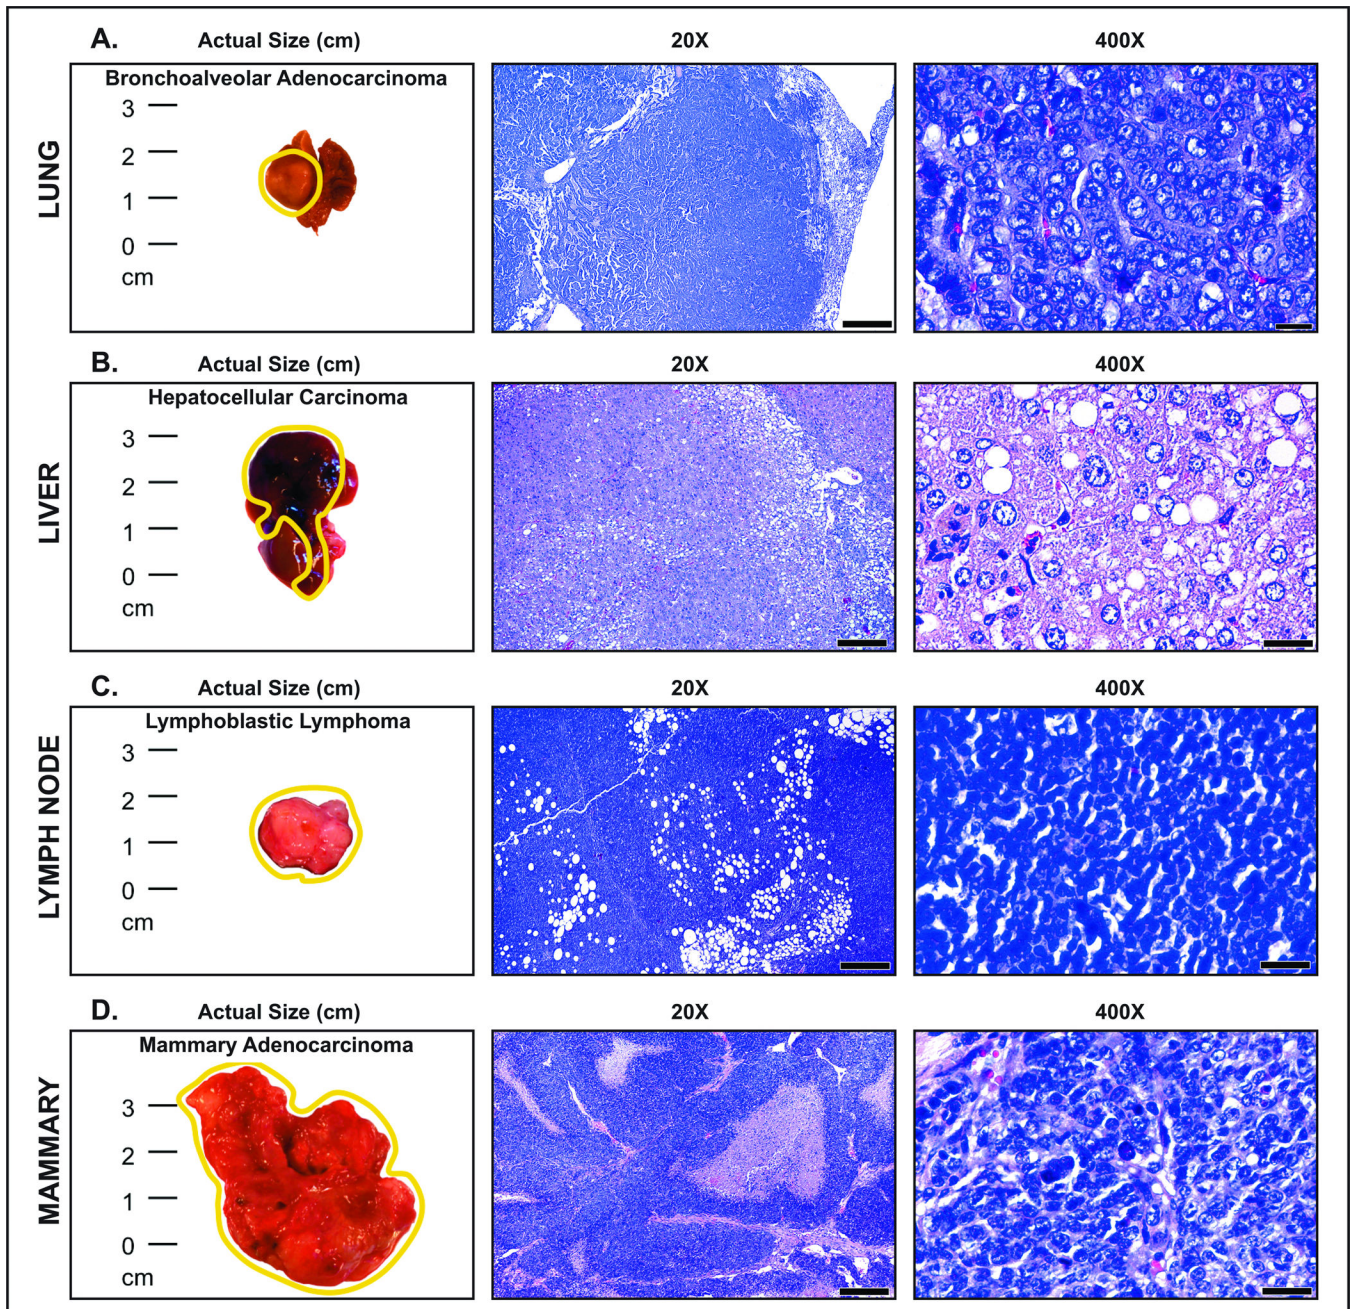 A. Actual Size (cm) 20X 400X
LUNG
Bronchoalveolar Adenocarcinoma
3
2
1
0
cm
B. Actual Size (cm) 20X 400X
LIVER
Hepatocellular Carcinoma
3
2
1
0
cm
C. Actual Size (cm) 20X 400X
LYMPH NODE
Lymphoblastic Lymphoma
3
2
1
0
cm
D. Actual Size (cm) 20X 400X
MAMMARY
Mammary Adenocarcinoma
3
2
1
0
cm